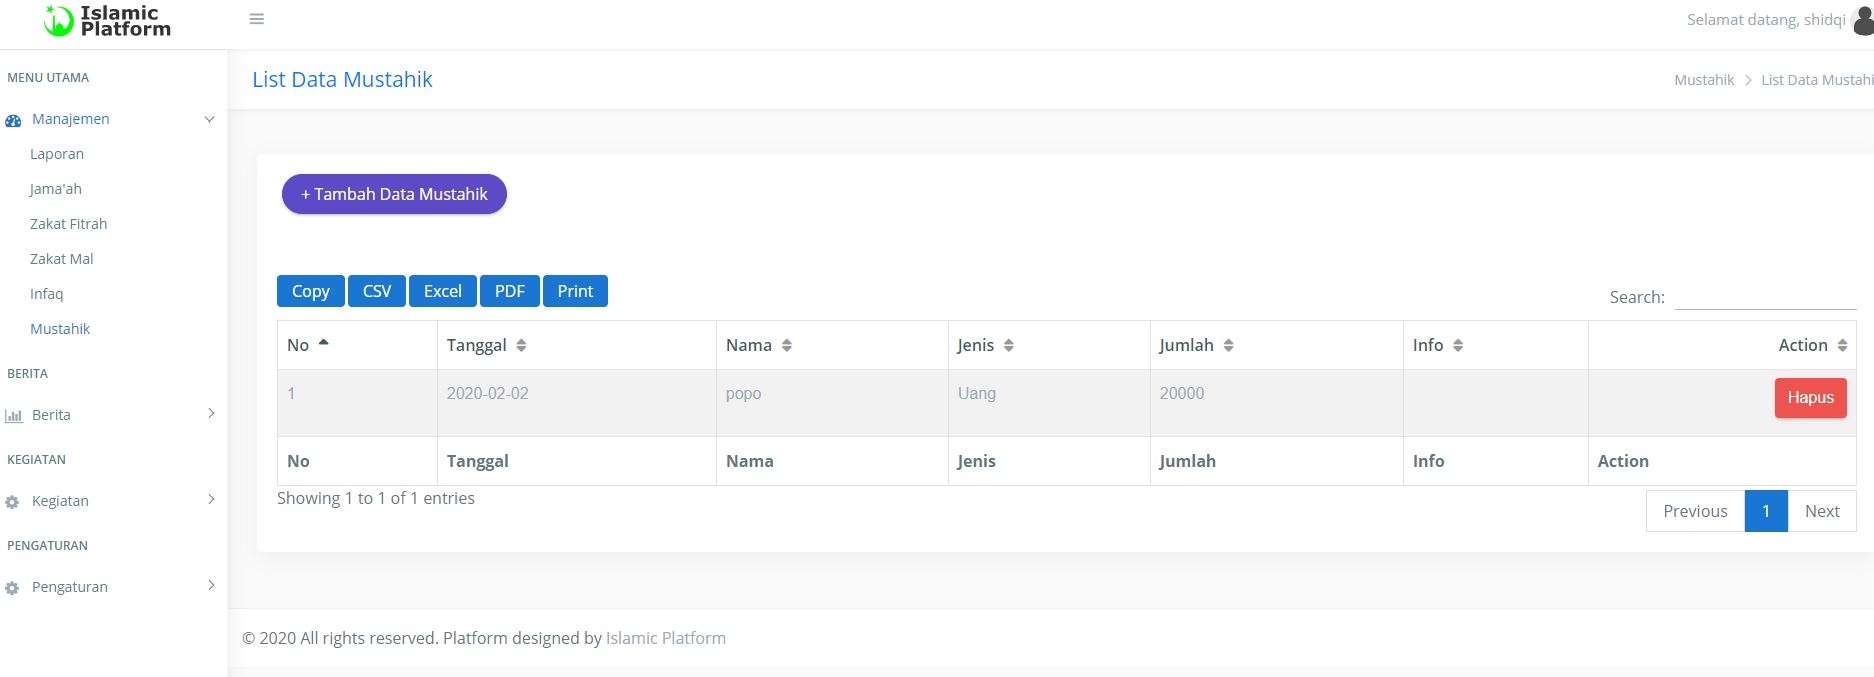 Islamic
Platform
Selamat datang, shidqi
MENU UTAMA
Manajemen
Laporan
Jama'ah
Zakat Fitrah
Zakat Mal
Infaq
Mustahik
BERITA
Berita
KEGIATAN
Kegiatan
PENGATURAN
Pengaturan
List Data Mustahik
Mustahik > List Data Mustahi
+ Tambah Data Mustahik
Copy CSV Excel PDF Print
Search:
No Tanggal Nama Jenis Jumlah Info Action
1 2020-02-02 popo Uang 20000 Hapus
No Tanggal Nama Jenis Jumlah Info Action
Showing 1 to 1 of 1 entries
Previous 1 Next
© 2020 All rights reserved. Platform designed by Islamic Platform